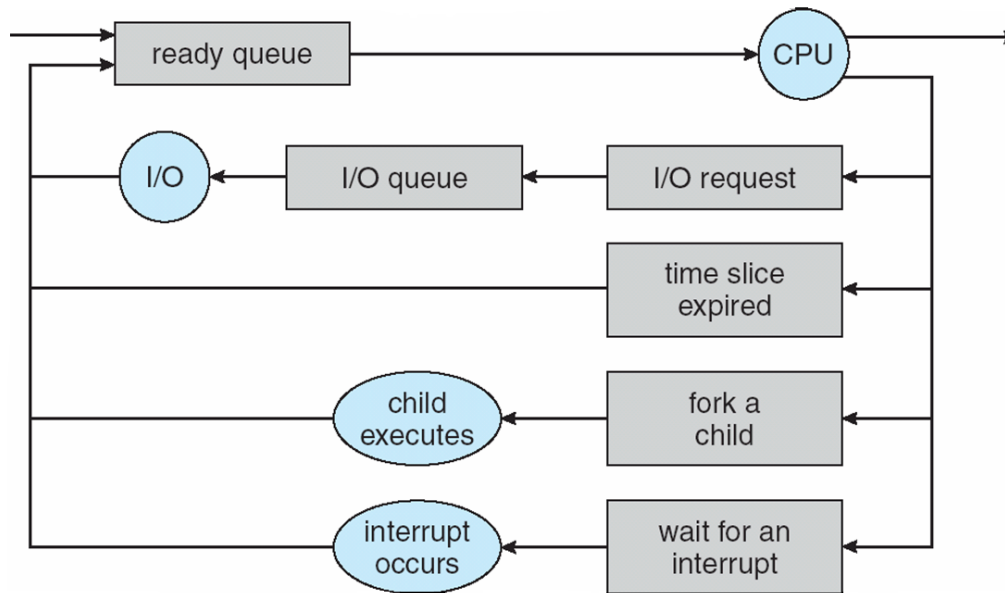 ready queue
CPU
I/O
I/O queue
I/O request
time slice
expired
child
executes
fork a
child
interrupt
occurs
wait for an
interrupt